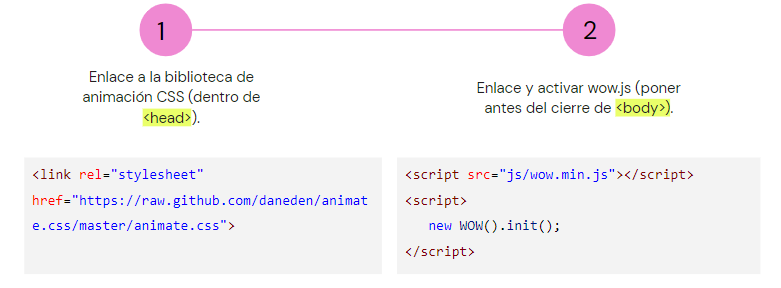 1
2
Enlace a la biblioteca de
animación CSS (dentro de
<head>).
Enlace y activar wow.js (poner
antes del cierre de <body>).
<link rel="stylesheet"
href="https://raw.github.com/daneden/animat
e.css/master/animate.css">
<script src="js/wow.min.js"></script>
<script>
new WOW().init();
</script>